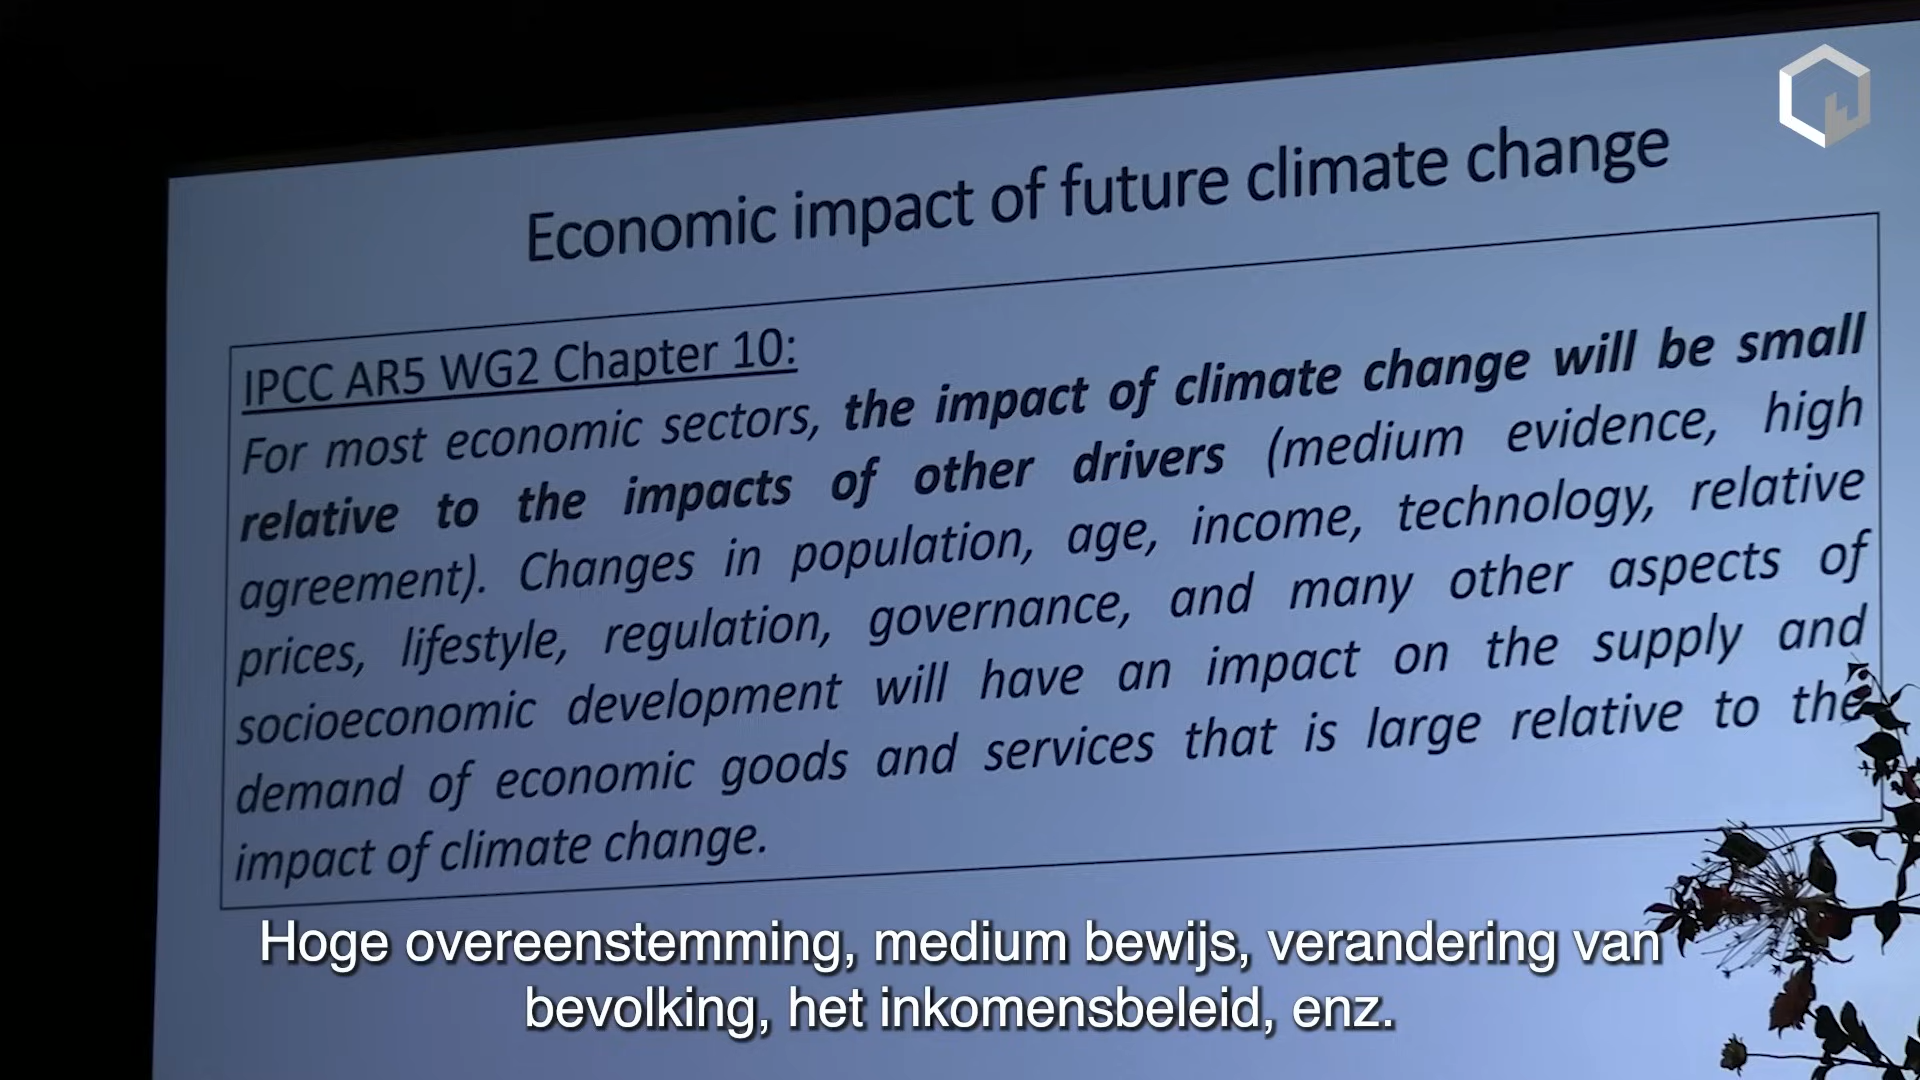 Economic impact of future climate change
IPCC AR5 WG2 Chapter 10:
For most economic sectors, the impact of climate change will be small
relative to the impacts of other drivers (medium evidence, high
agreement). Changes in population, age, income, technology, relative
prices, lifestyle, regulation, governance, and many other aspects of
socioeconomic development will have an impact on the supply and
demand of economic goods and services that is large relative to the
impact of climate change.
Hoge overeenstemming, medium bewijs, verandering van
bevolking, het inkomensbeleid, enz.